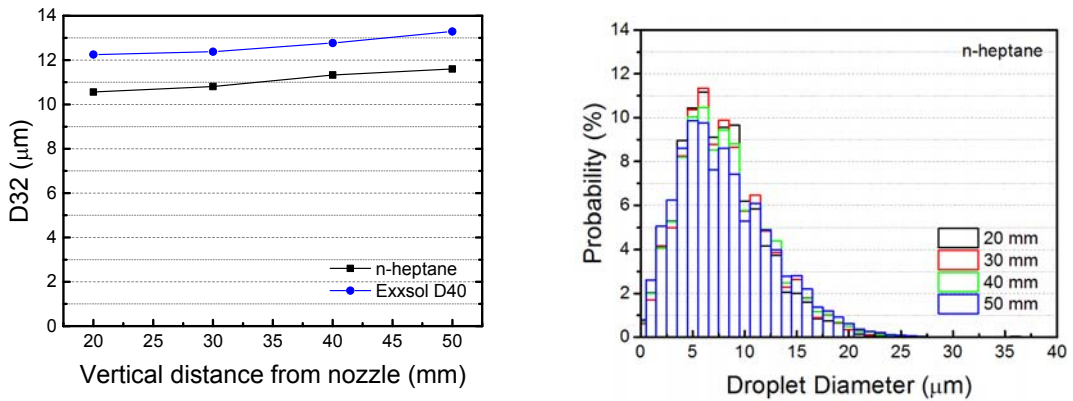 14
12
10
8
6
4
2
0
D32 (μm)
n-heptane
Exxsol D40
20 25 30 35 40 45 50
Vertical distance from nozzle (mm)
14
12
10
8
6
4
2
0
Probability (%)
n-heptane
20 mm
30 mm
40 mm
50 mm
0 5 10 15 20 25 30 35 40
Droplet Diameter (μm)